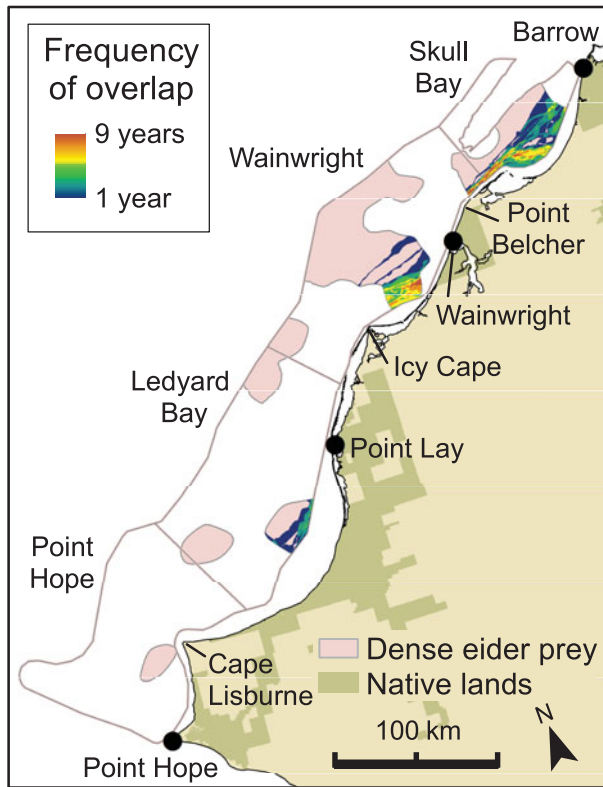 Frequency
of overlap
9 years
1 year
Barrow
Skull
Bay
Wainwright
Point
Belcher
Wainwright
Icy Cape
Ledyard
Bay
Point Lay
Point
Hope
Cape
Lisburne
Dense eider prey
Native lands
100 km
N
Point Hope